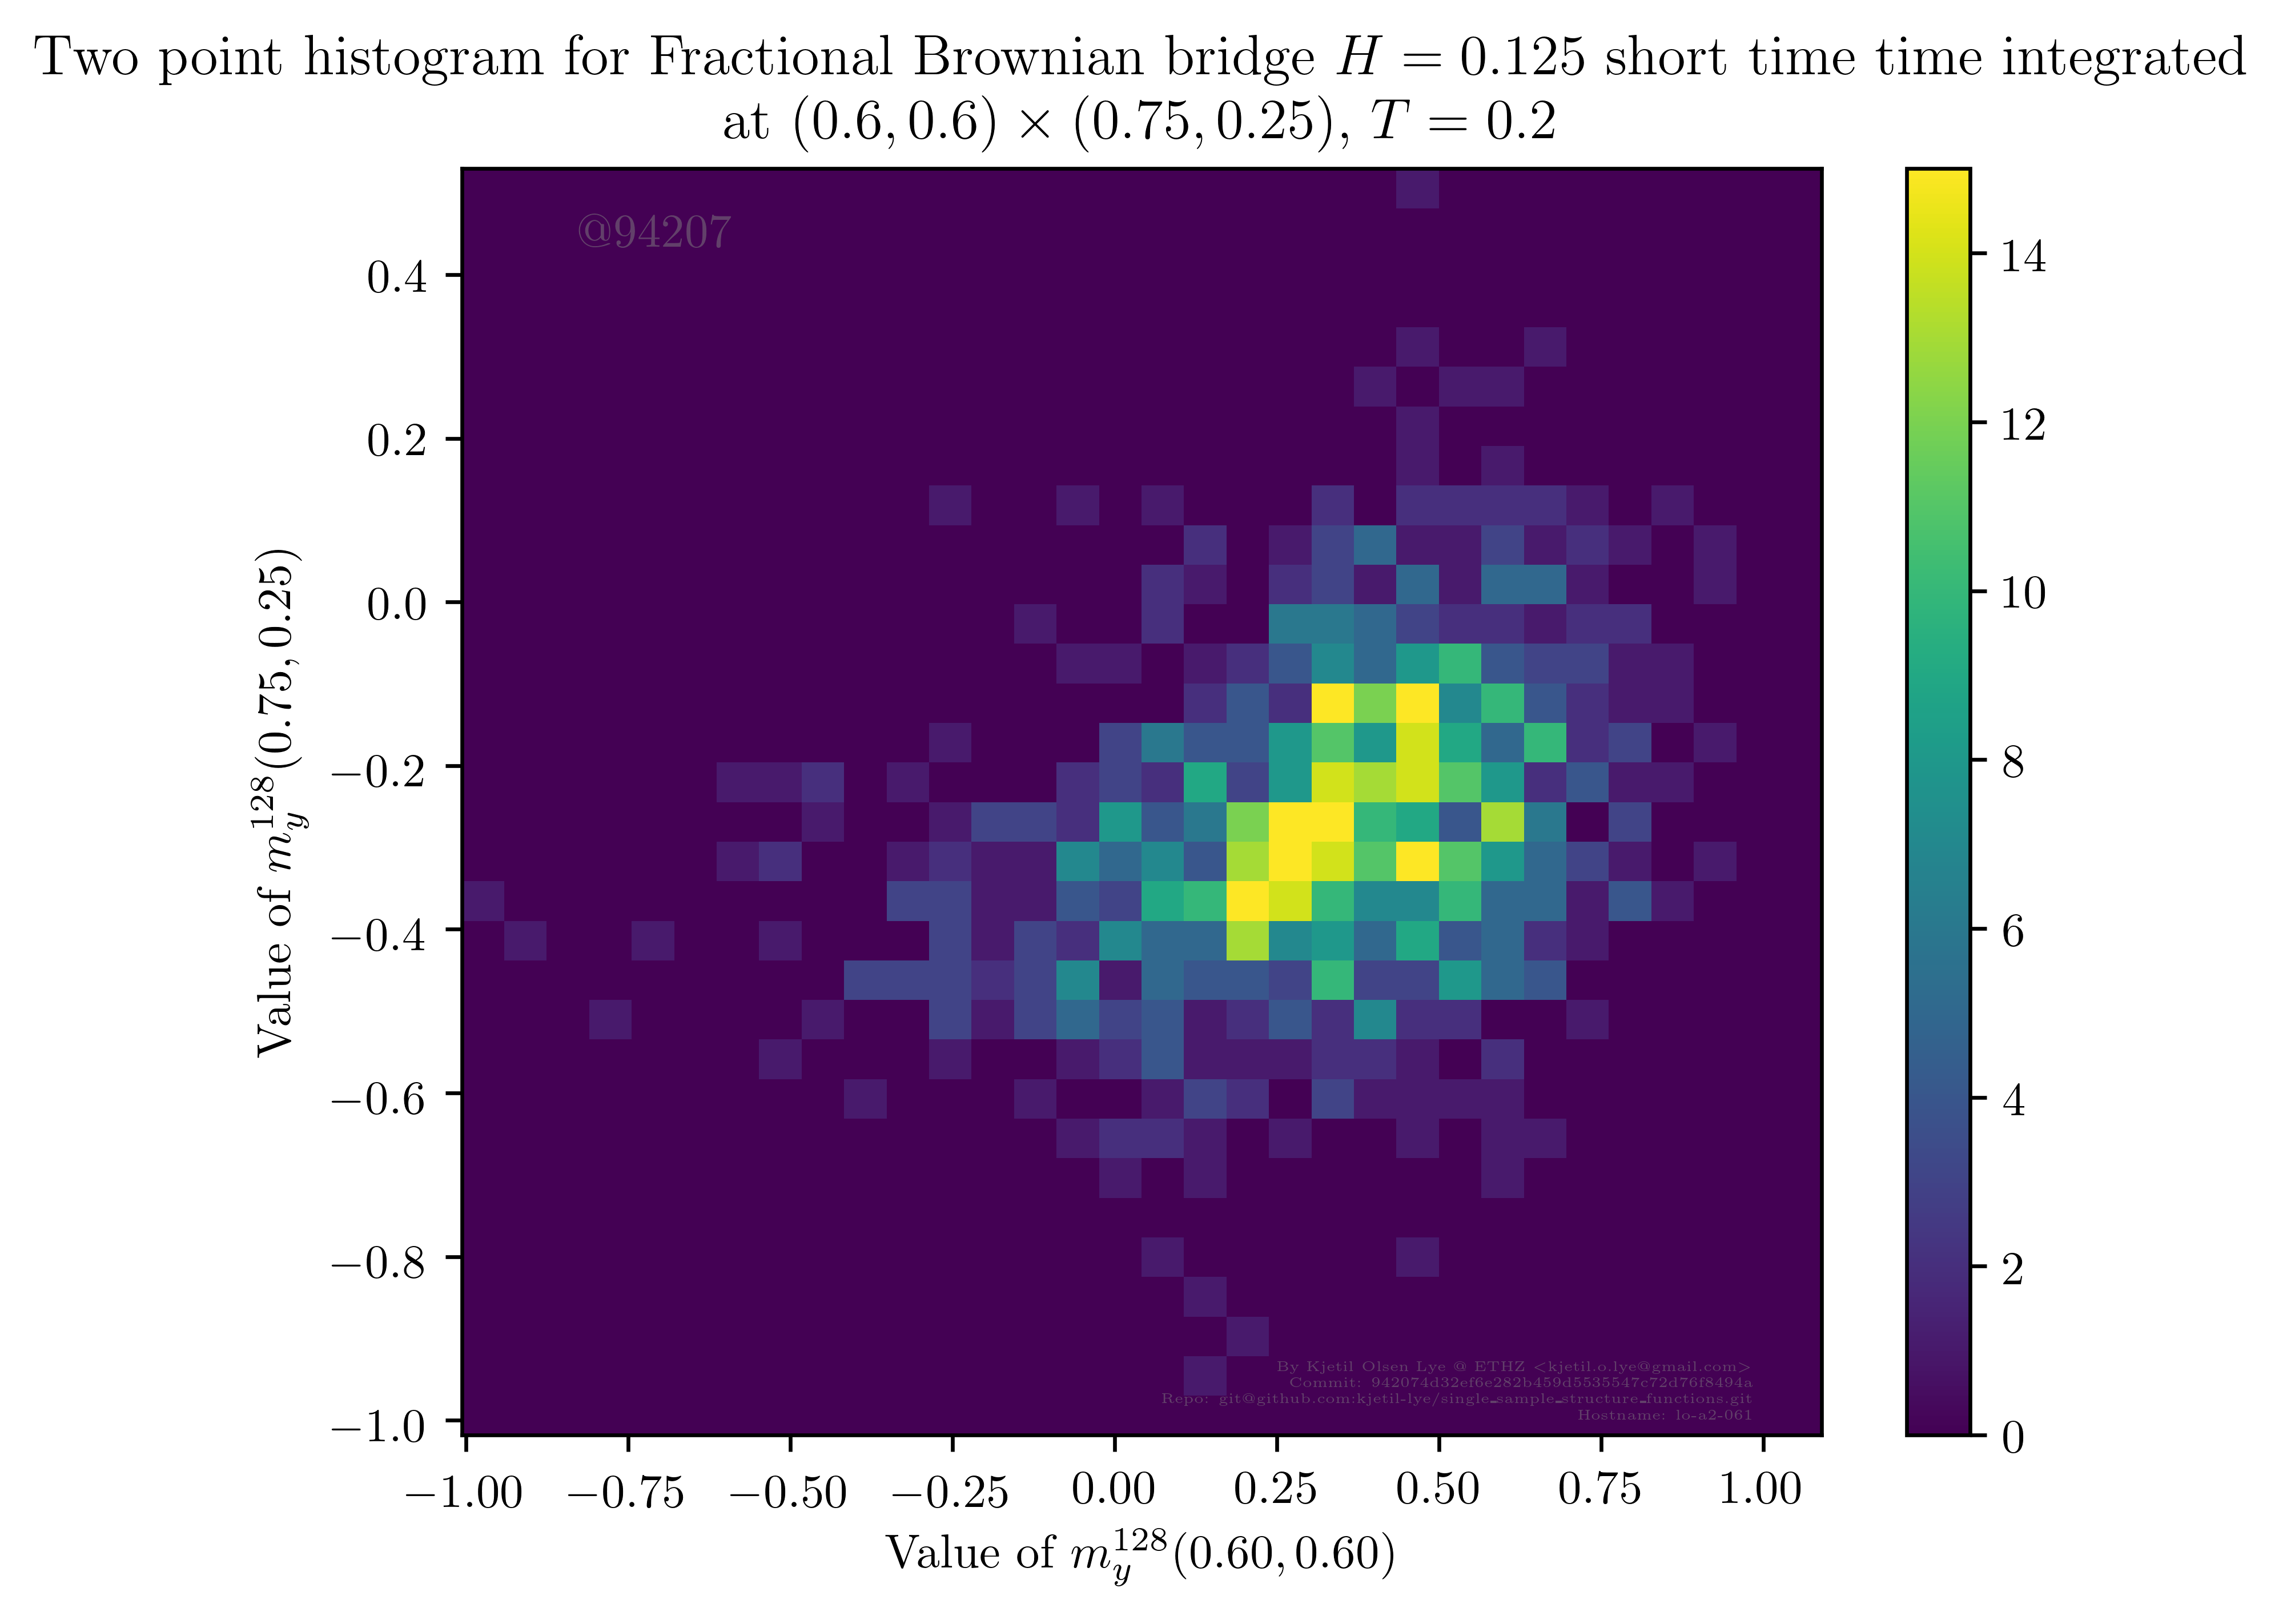 Two point histogram for Fractional Brownian bridge H = 0.125 short time time integrated
at (0.6, 0.6) × (0.75, 0.25), T = 0.2
@94207
0.4
0.2
0.0
−0.2
−0.4
−0.6
−0.8
−1.0
Value of m_y^{128}(0.75, 0.25)
14
12
10
8
6
4
2
0
By Kjetil Olsen Lye @ ETHZ <kjetil.o.lye@gmail.com>
Commit: 942074d32ef6e282b459d5535547c72d76f8494a
Repo: git@github.com:kjetil-lye/single_sample_structure_functions.git
Hostname: lo-a2-061
−1.00 −0.75 −0.50 −0.25 0.00 0.25 0.50 0.75 1.00
Value of m_y^{128}(0.60, 0.60)